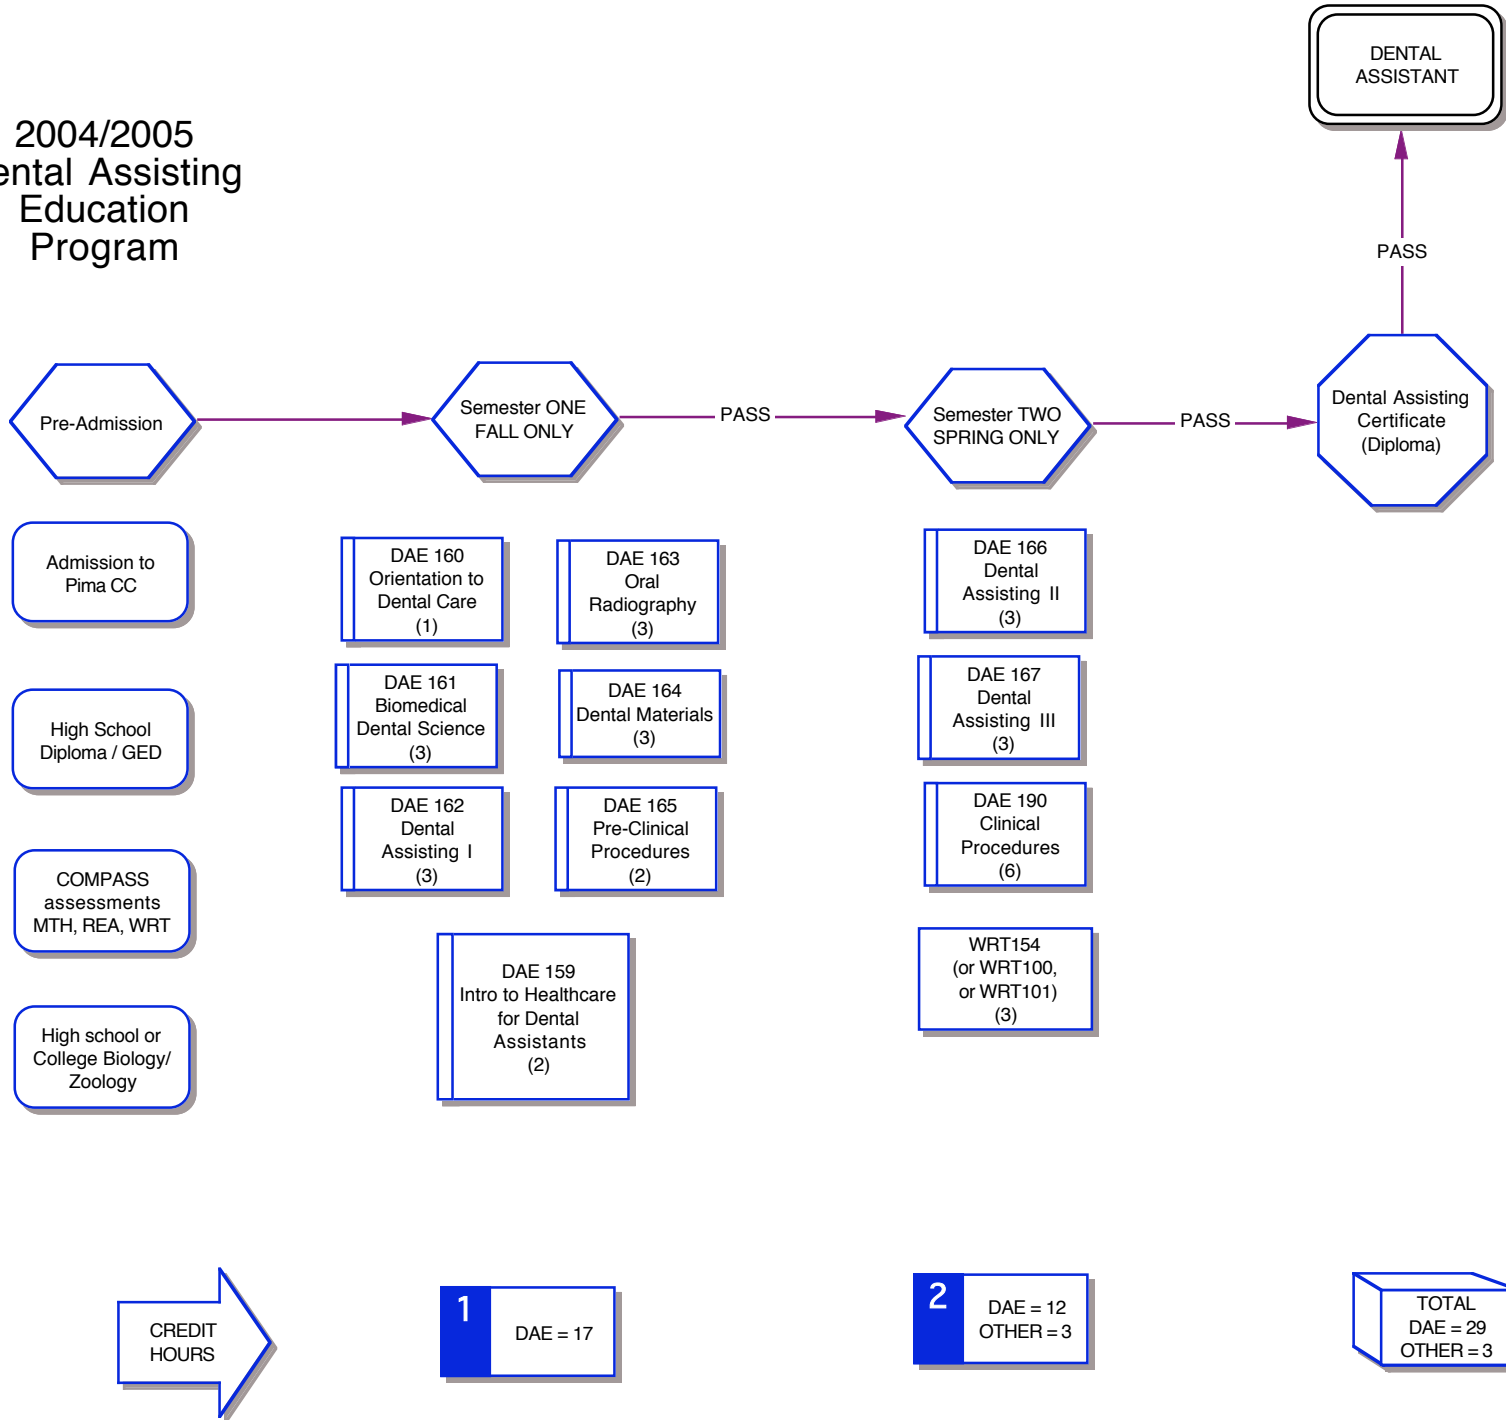 DENTAL
ASSISTANT
2004/2005
ental Assisting
Education
Program
PASS
Pre-Admission
Semester ONE
FALL ONLY
PASS
Semester TWO
SPRING ONLY
PASS
Dental Assisting
Certificate
(Diploma)
Admission to
Pima CC
High School
Diploma / GED
COMPASS
assessments
MTH, REA, WRT
High school or
College Biology/
Zoology
DAE 160
Orientation to
Dental Care
(1)
DAE 161
Biomedical
Dental Science
(3)
DAE 162
Dental
Assisting I
(3)
DAE 163
Oral
Radiography
(3)
DAE 164
Dental Materials
(3)
DAE 165
Pre-Clinical
Procedures
(2)
DAE 159
Intro to Healthcare
for Dental
Assistants
(2)
DAE 166
Dental
Assisting II
(3)
DAE 167
Dental
Assisting III
(3)
DAE 190
Clinical
Procedures
(6)
WRT154
(or WRT100,
or WRT101)
(3)
CREDIT
HOURS
1
DAE = 17
2
DAE = 12
OTHER = 3
TOTAL
DAE = 29
OTHER = 3